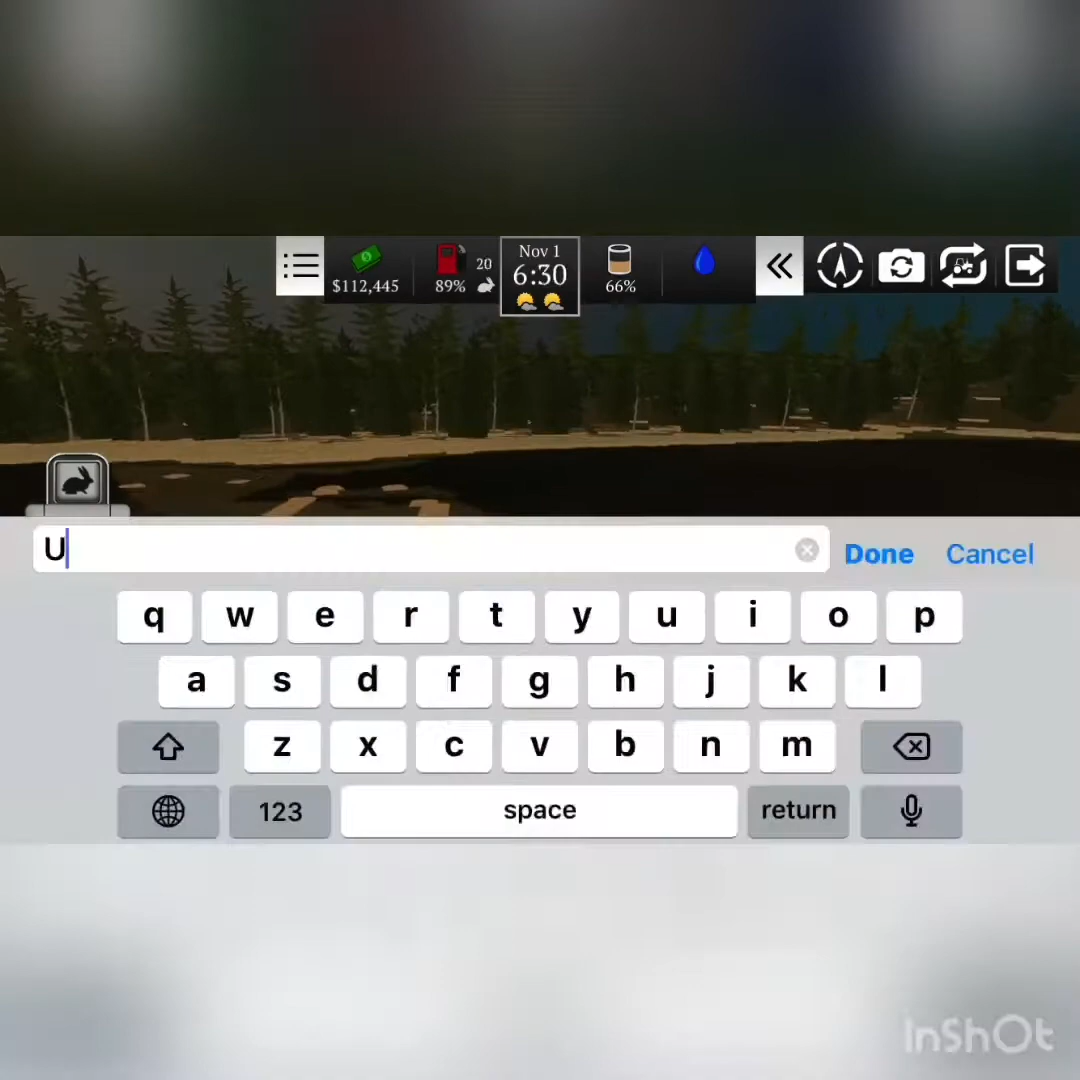 Nov 1
$112,445
89%
20
6:30
66%
U
Done
Cancel
q w e r t y u i o p
a s d f g h j k l
z x c v b n m
123
space
return
InShOt